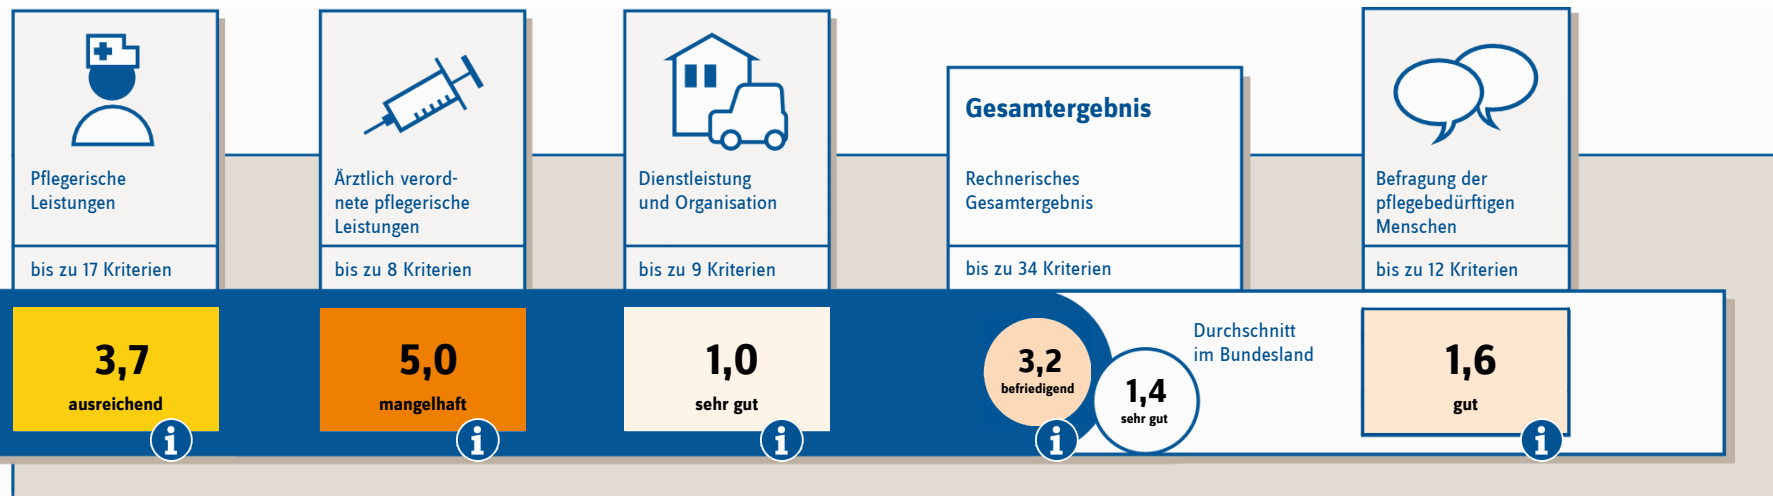 Pflegerische
Leistungen
bis zu 17 Kriterien
3,7
ausreichend
i
Ärztlich verord-
nete pflegerische
Leistungen
bis zu 8 Kriterien
5,0
mangelhaft
i
Dienstleistung
und Organisation
bis zu 9 Kriterien
1,0
sehr gut
i
Gesamtergebnis
Rechnerisches
Gesamtergebnis
bis zu 34 Kriterien
3,2
befriedigend
i
Durchschnitt
im Bundesland
1,4
sehr gut
Befragung der
pflegebedürftigen
Menschen
bis zu 12 Kriterien
1,6
gut
i